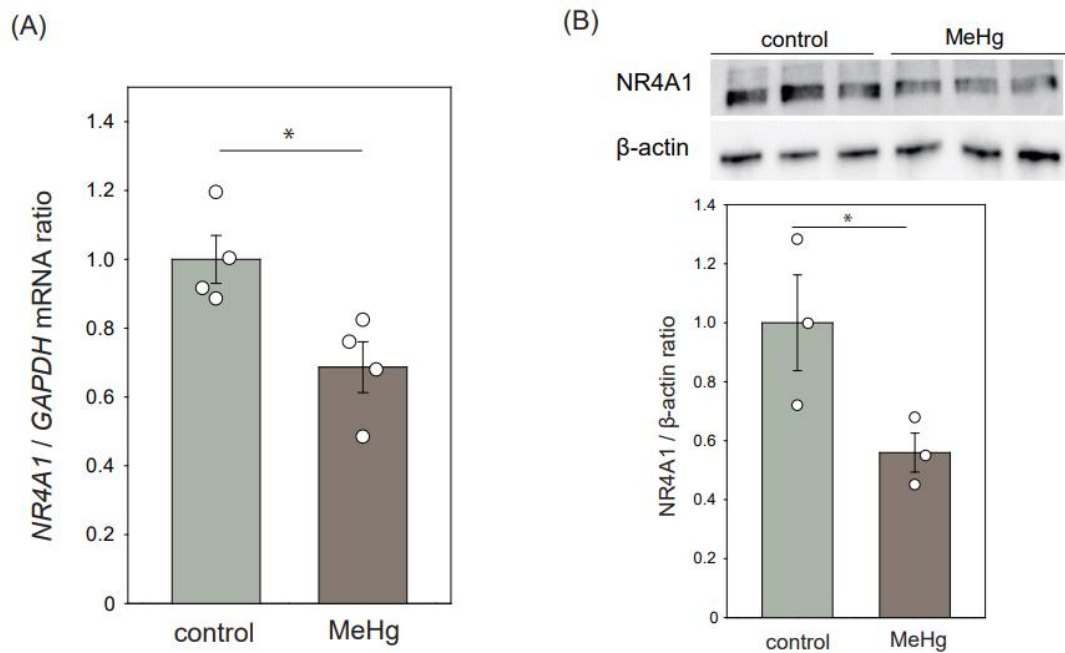 (A)
NR4A1 / GAPDH mRNA ratio
1.4
1.2
1.0
0.8
0.6
0.4
0.2
0
*
control
MeHg
(B)
control
MeHg
NR4A1
β-actin
NR4A1 / β-actin ratio
1.4
1.2
1.0
0.8
0.6
0.4
0.2
0
*
control
MeHg